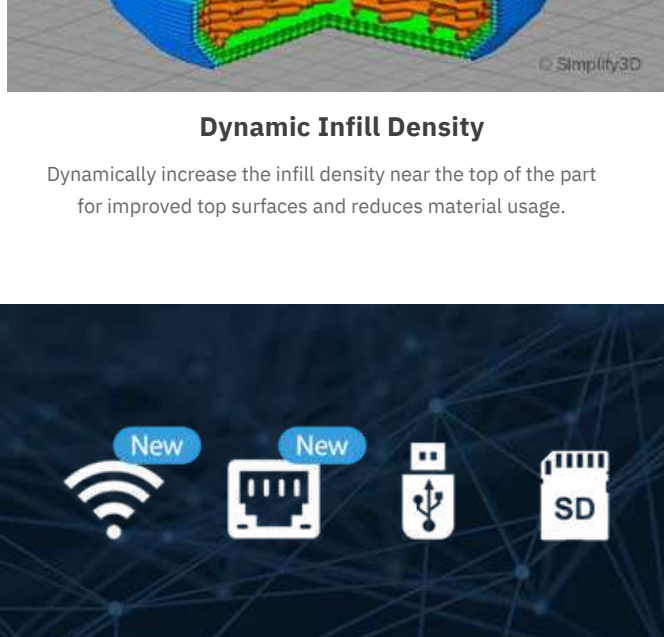 © Simplify3D
Dynamic Infill Density
Dynamically increase the infill density near the top of the part
for improved top surfaces and reduces material usage.
New
New
SD